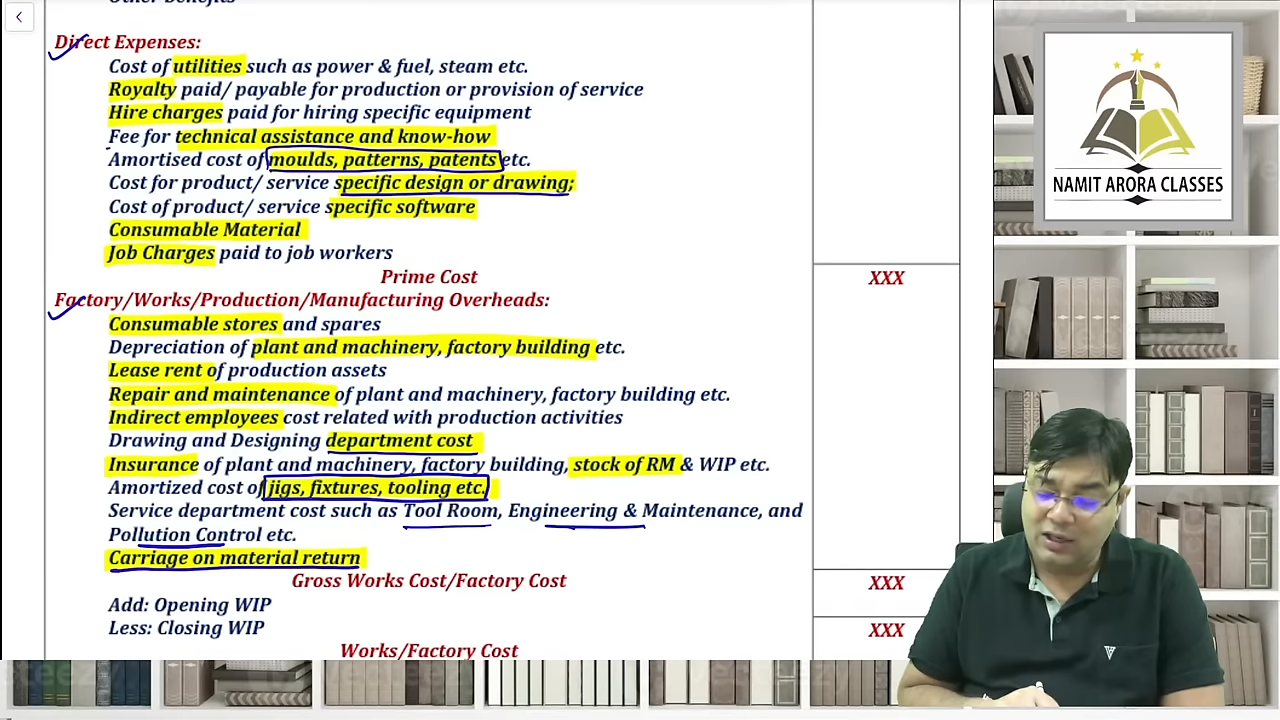 Direct Expenses:
Cost of utilities such as power & fuel, steam etc.
Royalty paid/ payable for production or provision of service
Hire charges paid for hiring specific equipment
Fee for technical assistance and know-how
Amortised cost of moulds, patterns, patents etc.
Cost for product/ service specific design or drawing;
Cost of product/ service specific software
Consumable Material
Job Charges paid to job workers
Prime Cost XXX
Factory/Works/Production/Manufacturing Overheads:
Consumable stores and spares
Depreciation of plant and machinery, factory building etc.
Lease rent of production assets
Repair and maintenance of plant and machinery, factory building etc.
Indirect employees cost related with production activities
Drawing and Designing department cost
Insurance of plant and machinery, factory building, stock of RM & WIP etc.
Amortized cost of jigs, fixtures, tooling etc.
Service department cost such as Tool Room, Engineering & Maintenance, and
Pollution Control etc.
Carriage on material return
Gross Works Cost/Factory Cost XXX
Add: Opening WIP
Less: Closing WIP XXX
Works/Factory Cost
NAMIT ARORA CLASSES